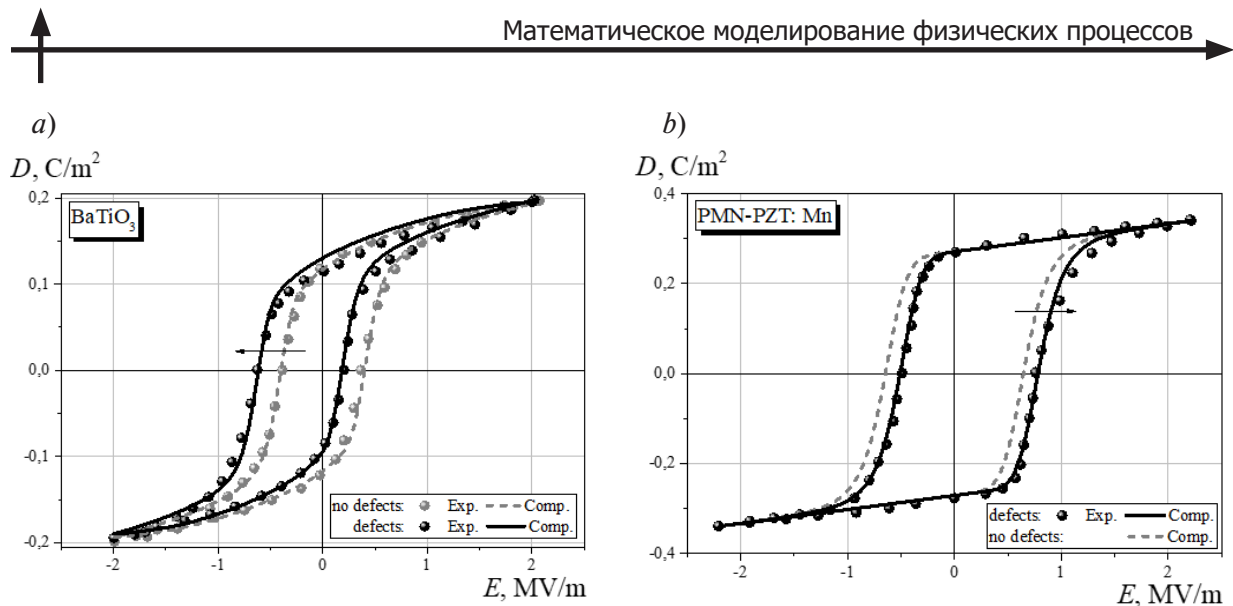 Математическое моделирование физических процессов
a)
D, C/m²
0,2
0,1
0,0
-0,1
-0,2
BaTiO₃
no defects: Exp. Comp.
defects: Exp. Comp.
-2 -1 0 1 2
E, MV/m
b)
D, C/m²
0,4
0,2
0,0
-0,2
-0,4
PMN-PZT: Mn
defects: Exp. Comp.
no defects: Comp.
-2 -1 0 1 2
E, MV/m